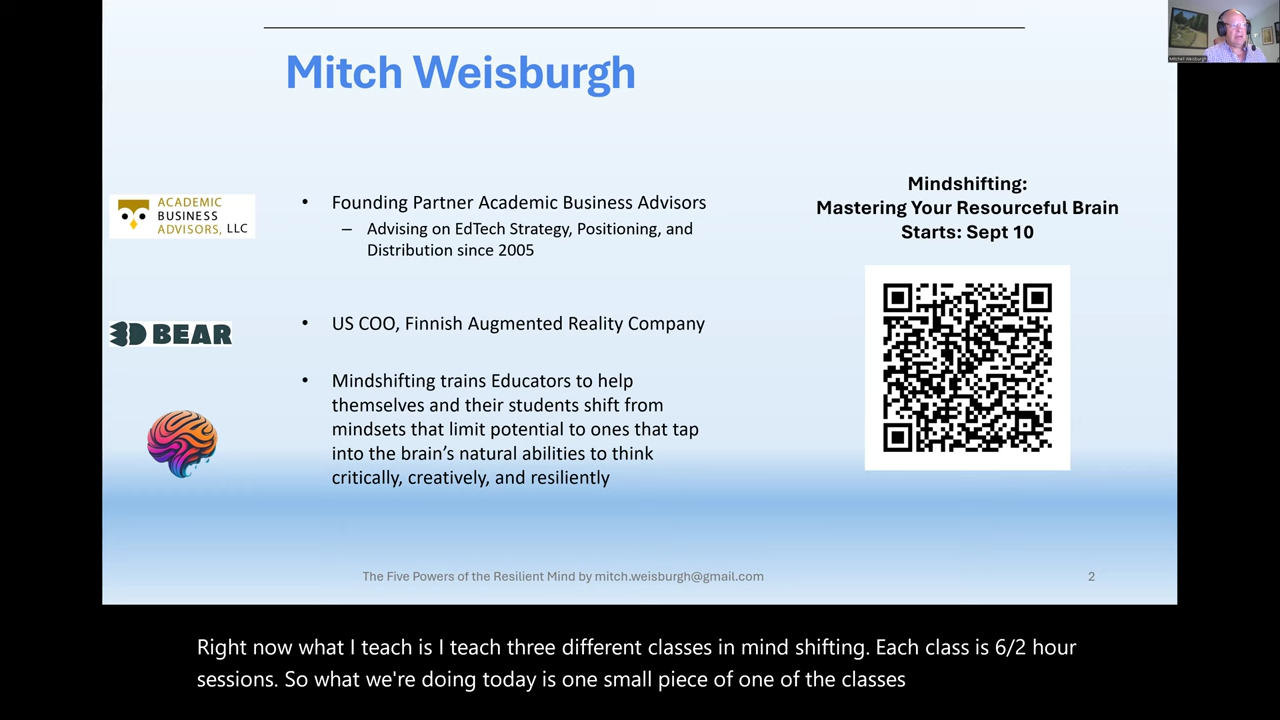 Mitch Weisburgh
ACADEMIC
BUSINESS
ADVISORS, LLC
• Founding Partner Academic Business Advisors
– Advising on EdTech Strategy, Positioning, and
Distribution since 2005
3D BEAR
• US COO, Finnish Augmented Reality Company
• Mindshifting trains Educators to help
themselves and their students shift from
mindsets that limit potential to ones that tap
into the brain's natural abilities to think
critically, creatively, and resiliently
Mindshifting:
Mastering Your Resourceful Brain
Starts: Sept 10
The Five Powers of the Resilient Mind by mitch.weisburgh@gmail.com
2
Mitchell Weisburgh
Right now what I teach is I teach three different classes in mind shifting. Each class is 6/2 hour
sessions. So what we're doing today is one small piece of one of the classes